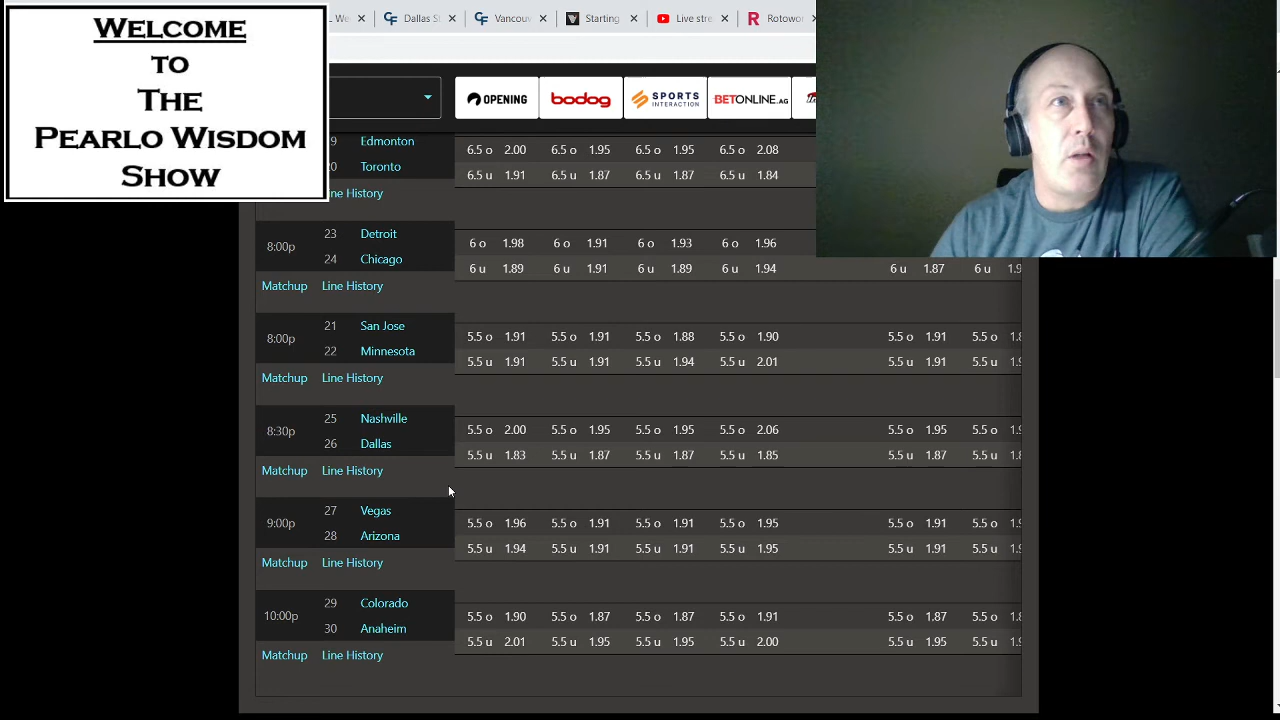 WELCOME
TO
THE
PEARLO WISDOM
SHOW
Dallas St
Vancouv
Starting
Live stre
Rotowor
OPENING
bodog
SPORTS INTERACTION
BETONLINE.AG
9 Edmonton 6.5 o 2.00 6.5 o 1.95 6.5 o 1.95 6.5 o 2.08
Toronto 6.5 u 1.91 6.5 u 1.87 6.5 u 1.87 6.5 u 1.84
ine History
8:00p
23 Detroit 6 o 1.98 6 o 1.91 6 o 1.93 6 o 1.96
24 Chicago 6 u 1.89 6 u 1.91 6 u 1.89 6 u 1.94 6 u 1.87 6 u
Matchup Line History
8:00p
21 San Jose 5.5 o 1.91 5.5 o 1.91 5.5 o 1.88 5.5 o 1.90 5.5 o 1.91 5.5 o
22 Minnesota 5.5 u 1.91 5.5 u 1.91 5.5 u 1.94 5.5 u 2.01 5.5 u 1.91 5.5 u
Matchup Line History
8:30p
25 Nashville 5.5 o 2.00 5.5 o 1.95 5.5 o 1.95 5.5 o 2.06 5.5 o 1.95 5.5 o
26 Dallas 5.5 u 1.83 5.5 u 1.87 5.5 u 1.87 5.5 u 1.85 5.5 u 1.87 5.5 u
Matchup Line History
9:00p
27 Vegas 5.5 o 1.96 5.5 o 1.91 5.5 o 1.91 5.5 o 1.95 5.5 o 1.91 5.5 o
28 Arizona 5.5 u 1.94 5.5 u 1.91 5.5 u 1.91 5.5 u 1.95 5.5 u 1.91 5.5 u
Matchup Line History
10:00p
29 Colorado 5.5 o 1.90 5.5 o 1.87 5.5 o 1.87 5.5 o 1.91 5.5 o 1.87 5.5 o
30 Anaheim 5.5 u 2.01 5.5 u 1.95 5.5 u 1.95 5.5 u 2.00 5.5 u 1.95 5.5 u
Matchup Line History